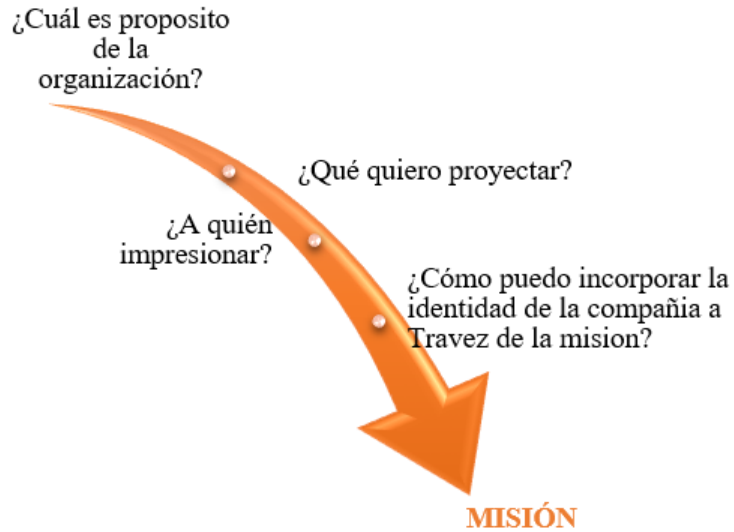 ¿Cuál es proposito
de la
organización?
¿Qué quiero proyectar?
¿A quién
impresionar?
¿Cómo puedo incorporar la
identidad de la compañia a
Travez de la mision?
MISIÓN